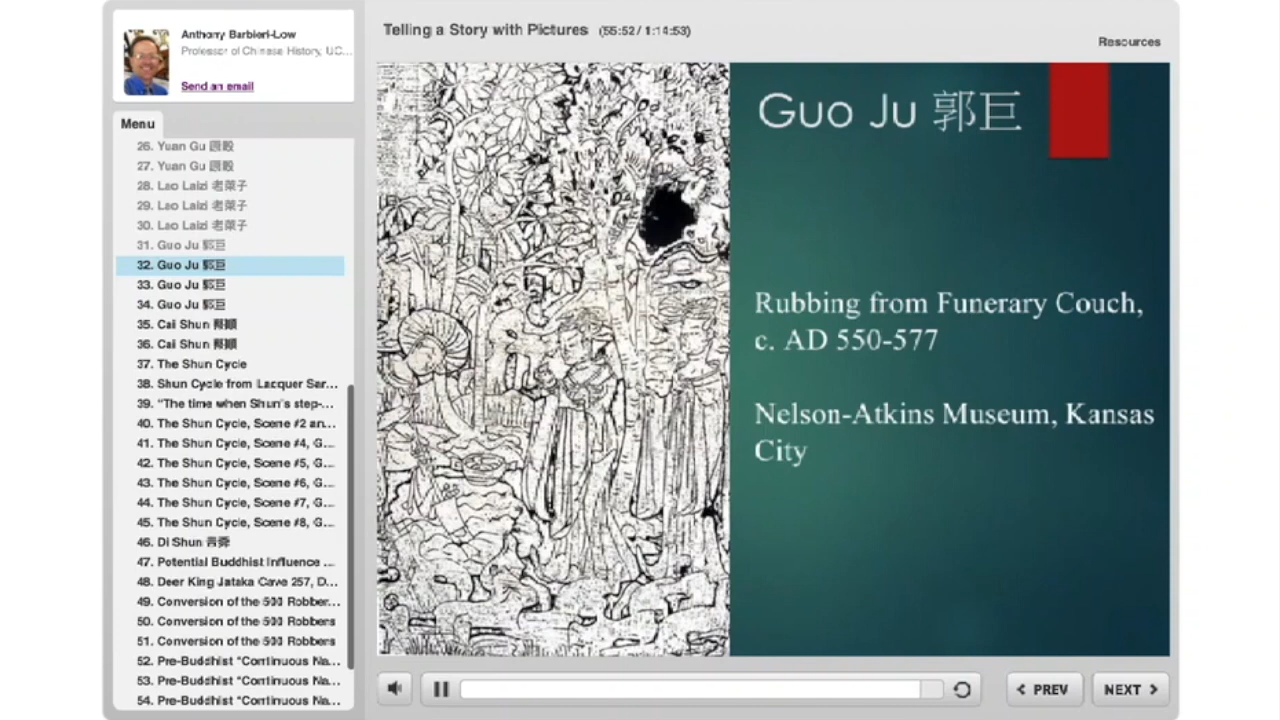 Anthony Barbieri-Low
Professor of Chinese History, UC...
Send an email
Menu
26. Yuan Gu 原穀
27. Yuan Gu 原穀
28. Lao Laizi 老萊子
29. Lao Laizi 老萊子
30. Lao Laizi 老萊子
31. Guo Ju 郭巨
32. Guo Ju 郭巨
33. Guo Ju 郭巨
34. Guo Ju 郭巨
35. Cai Shun 蔡順
36. Cai Shun 蔡順
37. The Shun Cycle
38. Shun Cycle from Lacquer Sar...
39. "The time when Shun's step-...
40. The Shun Cycle, Scene #2 an...
41. The Shun Cycle, Scene #4, G...
42. The Shun Cycle, Scene #5, G...
43. The Shun Cycle, Scene #6, G...
44. The Shun Cycle, Scene #7, G...
45. The Shun Cycle, Scene #8, G...
46. Di Shun
47. Potential Buddhist Influence ...
48. Deer King Jataka Cave 257, D...
49. Conversion of the 500 Robber...
50. Conversion of the 500 Robbers
51. Conversion of the 500 Robbers
52. Pre-Buddhist "Continuous Na...
53. Pre-Buddhist "Continuous Na...
54. Pre-Buddhist "Continuous Na...
Telling a Story with Pictures (55:52 / 1:14:53)
Resources
Guo Ju 郭巨
Rubbing from Funerary Couch,
c. AD 550-577
Nelson-Atkins Museum, Kansas
City
PREV
NEXT